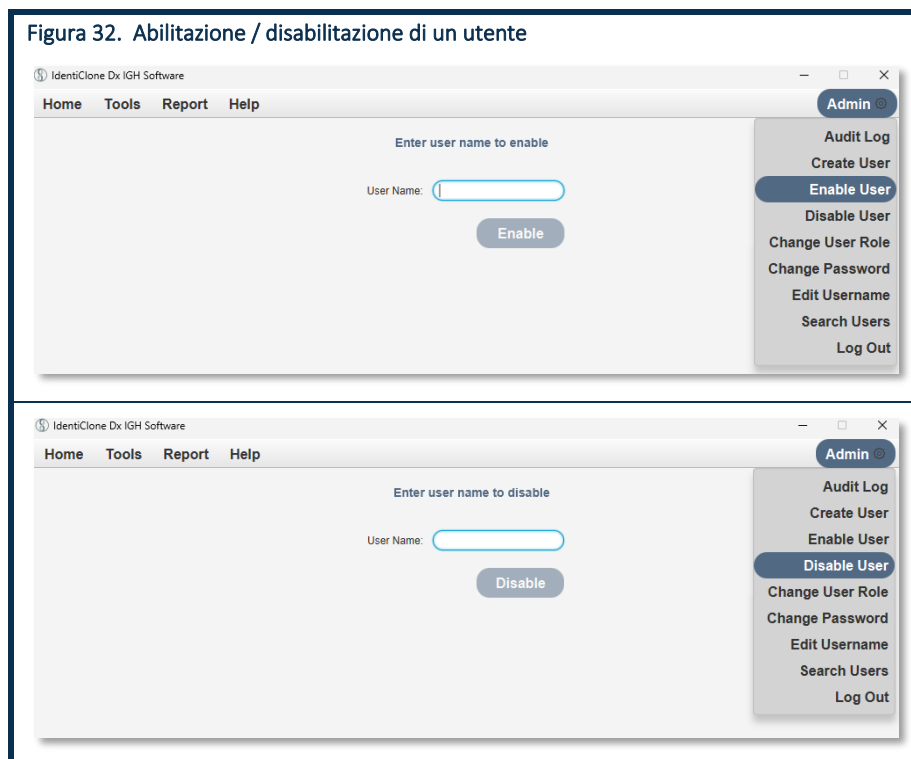 Figura 32. Abilitazione / disabilitazione di un utente
IdentiClone Dx IGH Software
Home Tools Report Help Admin
Enter user name to enable
User Name:
Enable
Audit Log
Create User
Enable User
Disable User
Change User Role
Change Password
Edit Username
Search Users
Log Out
IdentiClone Dx IGH Software
Home Tools Report Help Admin
Enter user name to disable
User Name:
Disable
Audit Log
Create User
Enable User
Disable User
Change User Role
Change Password
Edit Username
Search Users
Log Out